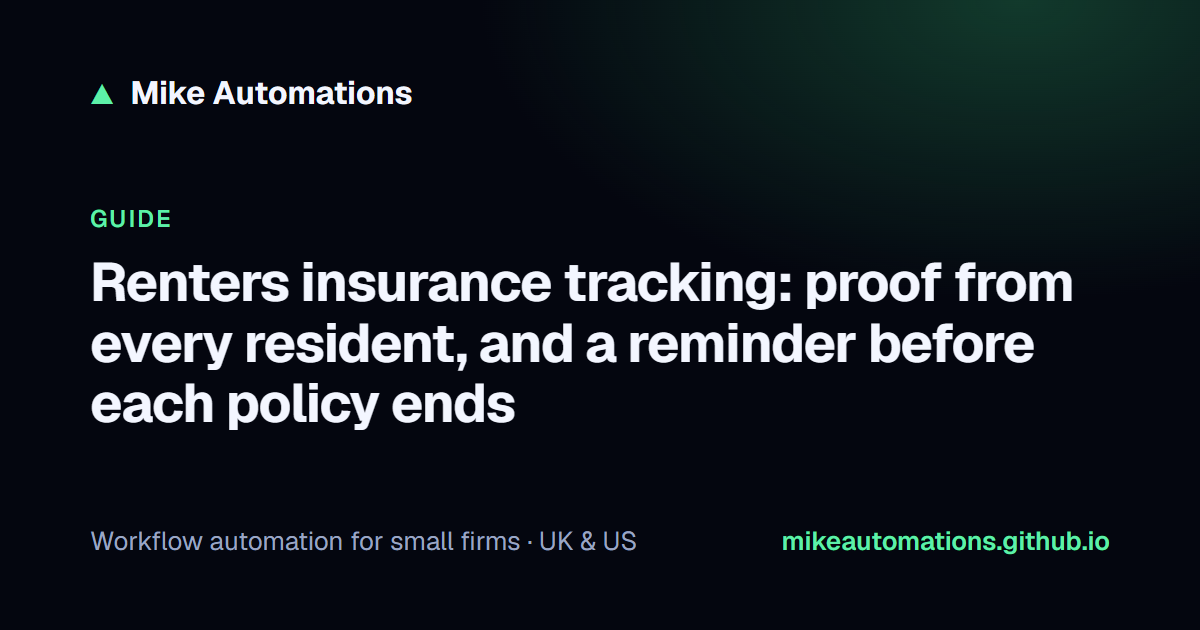 Mike Automations
GUIDE
Renters insurance tracking: proof from
every resident, and a reminder before
each policy ends
Workflow automation for small firms · UK & US
mikeautomations.github.io